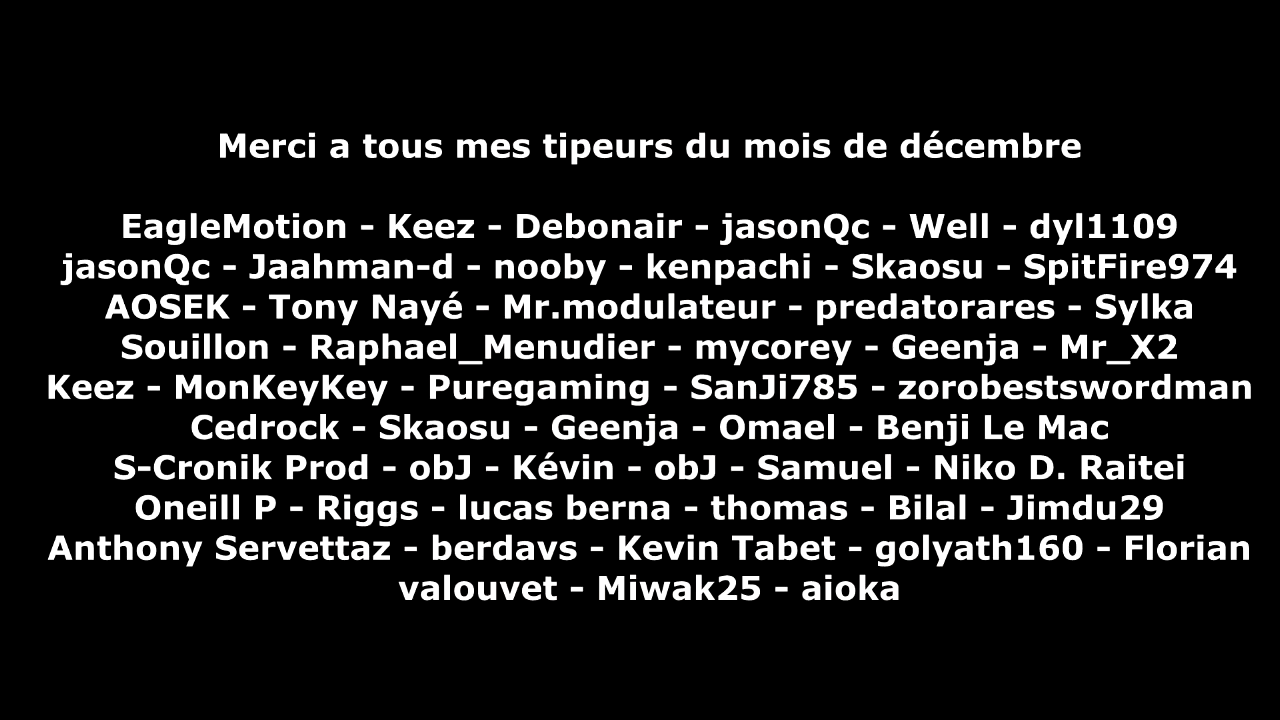 Merci a tous mes tipeurs du mois de décembre
EagleMotion - Keez - Debonair - jasonQc - Well - dyl1109
jasonQc - Jaahman-d - nooby - kenpachi - Skaosu - SpitFire974
AOSEK - Tony Nayé - Mr.modulateur - predatorares - Sylka
Souillon - Raphael_Menudier - mycorey - Geenja - Mr_X2
Keez - MonKeyKey - Puregaming - SanJi785 - zorobestswordman
Cedrock - Skaosu - Geenja - Omael - Benji Le Mac
S-Cronik Prod - obJ - Kévin - obJ - Samuel - Niko D. Raitei
Oneill P - Riggs - lucas berna - thomas - Bilal - Jimdu29
Anthony Servettaz - berdavs - Kevin Tabet - golyath160 - Florian
valouvet - Miwak25 - aioka